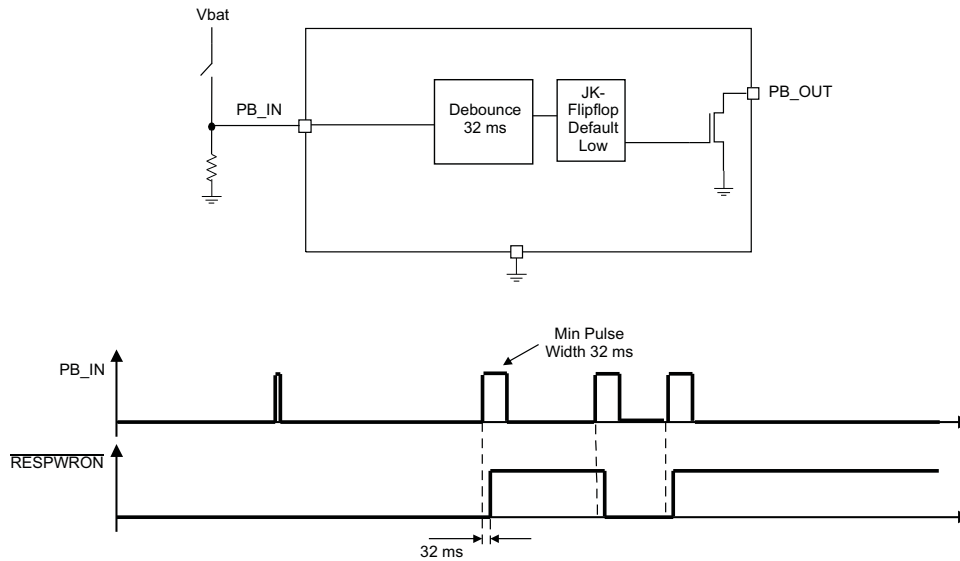 Vbat
PB_IN
Debounce
32 ms
JK-
Flipflop
Default
Low
PB_OUT
Min Pulse
Width 32 ms
PB_IN
RESPWRON
32 ms